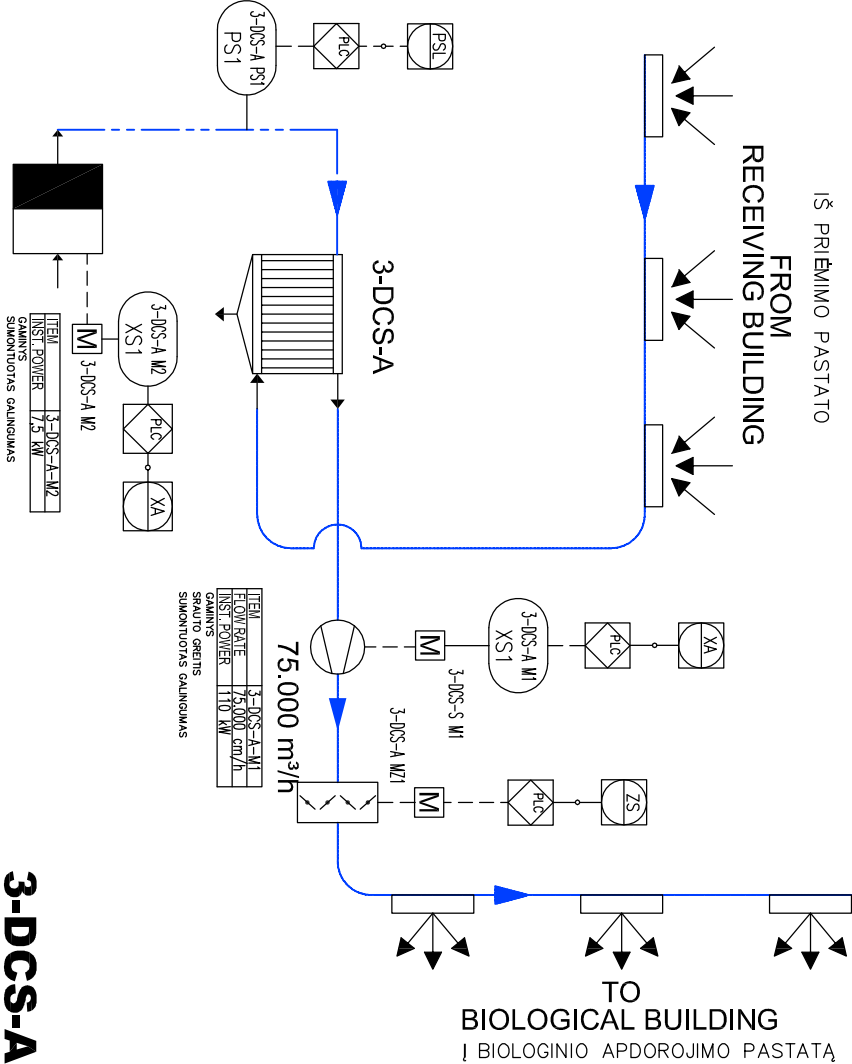 IŠ PRIĖMIMO PASTATO
FROM
RECEIVING BUILDING
PSL
PLC
3-DCS-A PS1
PS1
3-DCS-A
3-DCS-A M2
XS1
PLC
XA
M
3-DCS-A M2
ITEM 3-DCS-A-M2
INST. POWER 7,5 kW
GAMINYS
SUMONTUOTAS GALINGUMAS
XA
PLC
3-DCS-A M1
XS1
M
3-DCS-S M1
75.000 m³/h
ITEM 3-DCS-A-M1
FLOW RATE 75.000 cm/h
INST. POWER 110 kW
GAMINYS
SRAUTO GREITIS
SUMONTUOTAS GALINGUMAS
ZS
PLC
M
3-DCS-A MZ1
TO
BIOLOGICAL BUILDING
Į BIOLOGINIO APDOROJIMO PASTATĄ
3-DCS-A